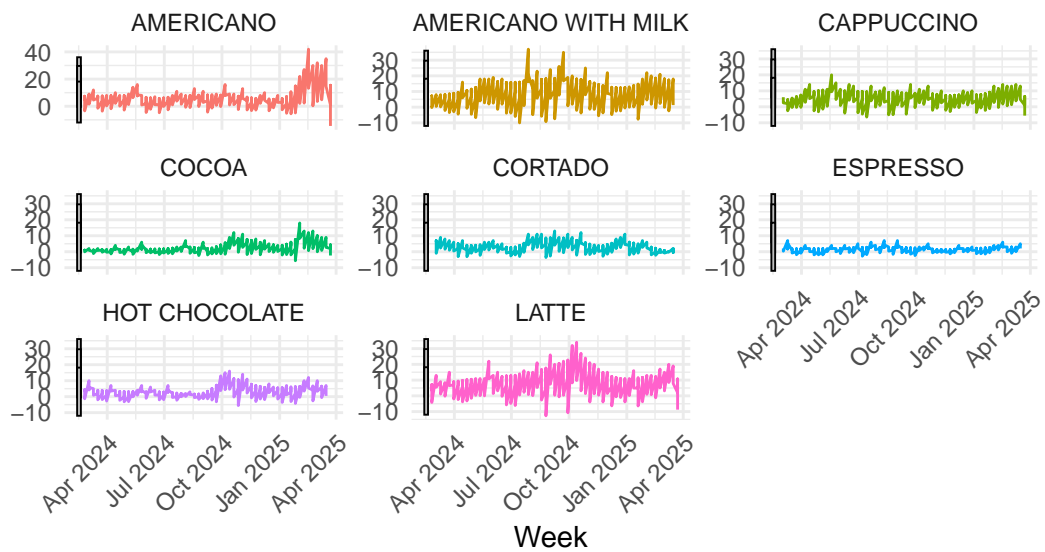 AMERICANO
AMERICANO WITH MILK
CAPPUCCINO
40
20
0
30
20
10
0
−10
30
20
10
0
−10
COCOA
CORTADO
ESPRESSO
30
20
10
0
−10
30
20
10
0
−10
30
20
10
0
−10
Apr 2024
Jul 2024
Oct 2024
Jan 2025
Apr 2025
HOT CHOCOLATE
LATTE
30
20
10
0
−10
30
20
10
0
−10
Apr 2024
Jul 2024
Oct 2024
Jan 2025
Apr 2025
Apr 2024
Jul 2024
Oct 2024
Jan 2025
Apr 2025
Week